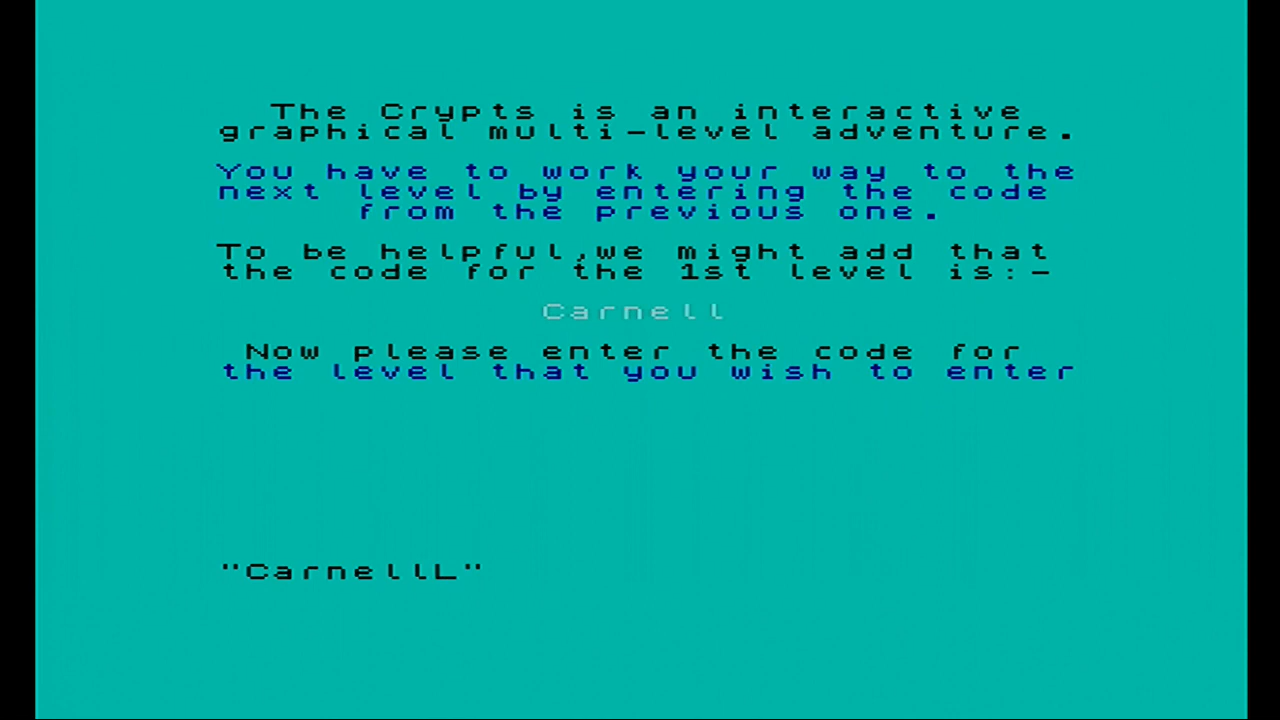 The Crypts is an interactive
graphical multi-level adventure.
You have to work your way to the
next level by entering the code
from the previous one.
To be helpful,we might add that
the code for the 1st level is:-
Carnell
Now please enter the code for
the level that you wish to enter
"CarnellL"